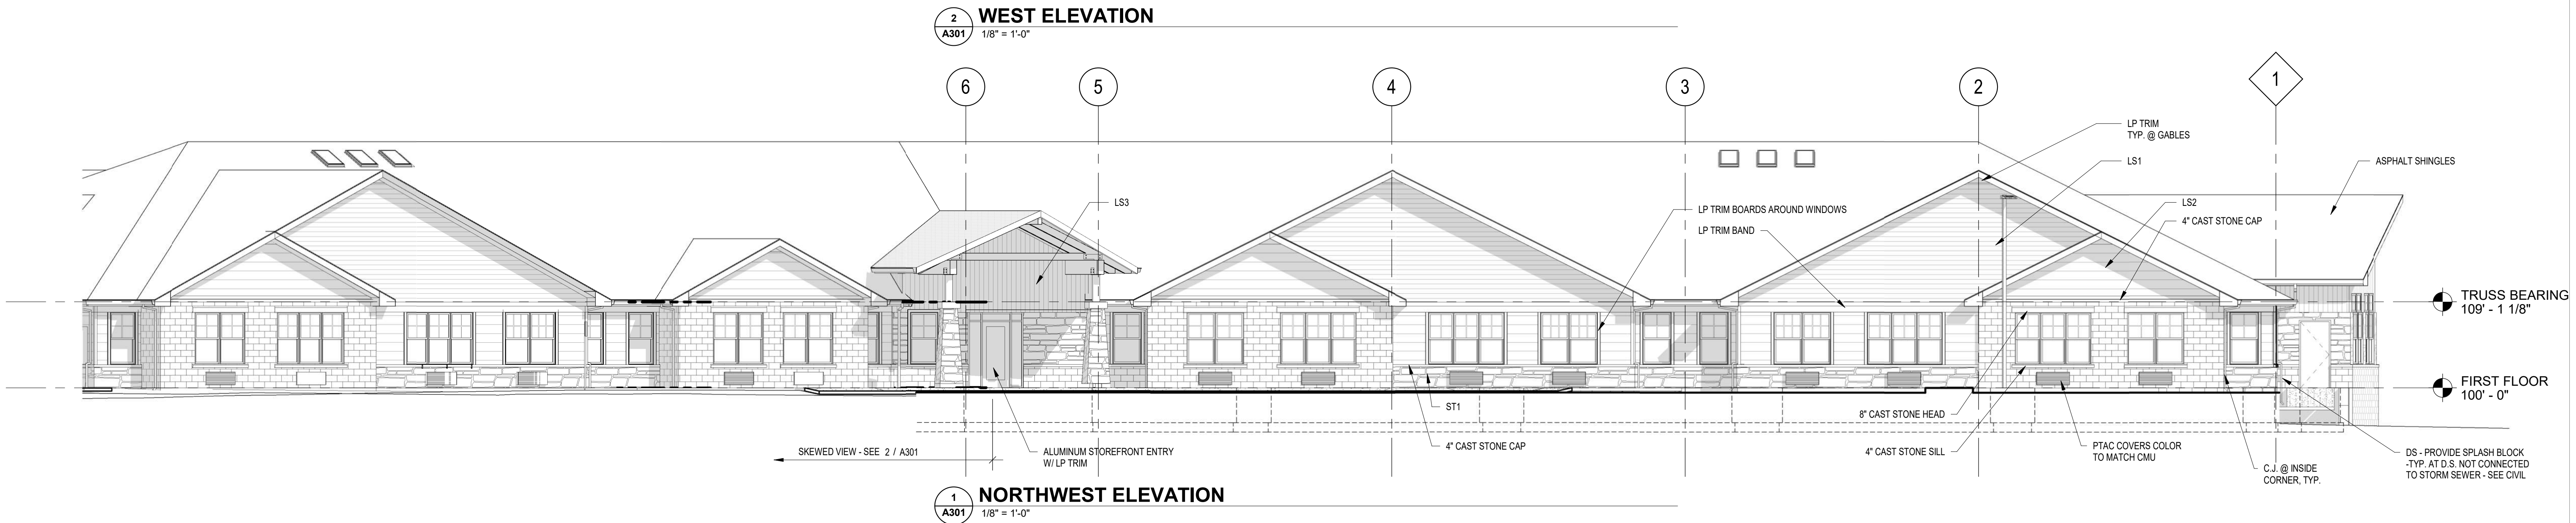 2
A301
WEST ELEVATION
1/8" = 1'-0"
6
5
4
3
2
1
LP TRIM
TYP. @ GABLES
LS1
ASPHALT SHINGLES
LS3
LP TRIM BOARDS AROUND WINDOWS
LS2
4" CAST STONE CAP
LP TRIM BAND
TRUSS BEARING
109' - 1 1/8"
FIRST FLOOR
100' - 0"
ST1
8" CAST STONE HEAD
4" CAST STONE CAP
SKEWED VIEW - SEE 2 / A301
ALUMINUM STOREFRONT ENTRY
W/ LP TRIM
4" CAST STONE SILL
PTAC COVERS COLOR
TO MATCH CMU
C.J. @ INSIDE
CORNER, TYP.
DS - PROVIDE SPLASH BLOCK
-TYP. AT D.S. NOT CONNECTED
TO STORM SEWER - SEE CIVIL
1
A301
NORTHWEST ELEVATION
1/8" = 1'-0"